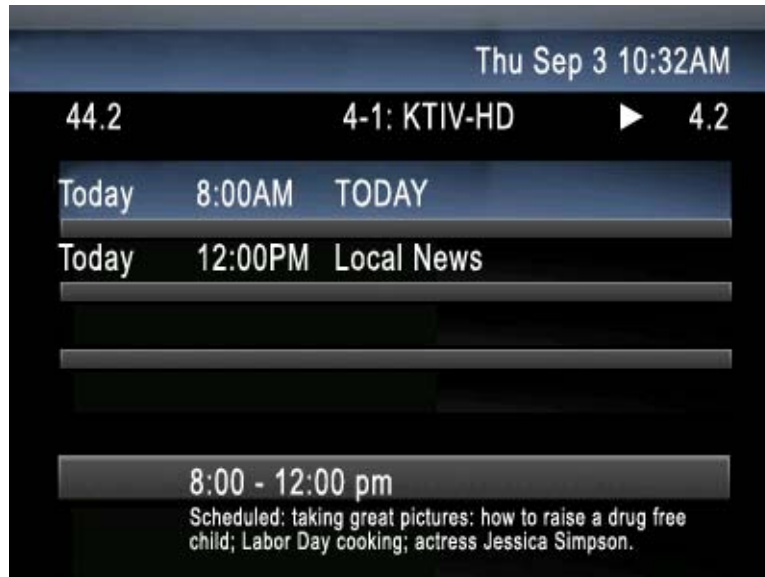 Thu Sep 3 10:32AM
44.2 4-1: KTIV-HD ▶ 4.2
Today 8:00AM TODAY
Today 12:00PM Local News
8:00 - 12:00 pm
Scheduled: taking great pictures: how to raise a drug free
child; Labor Day cooking; actress Jessica Simpson.